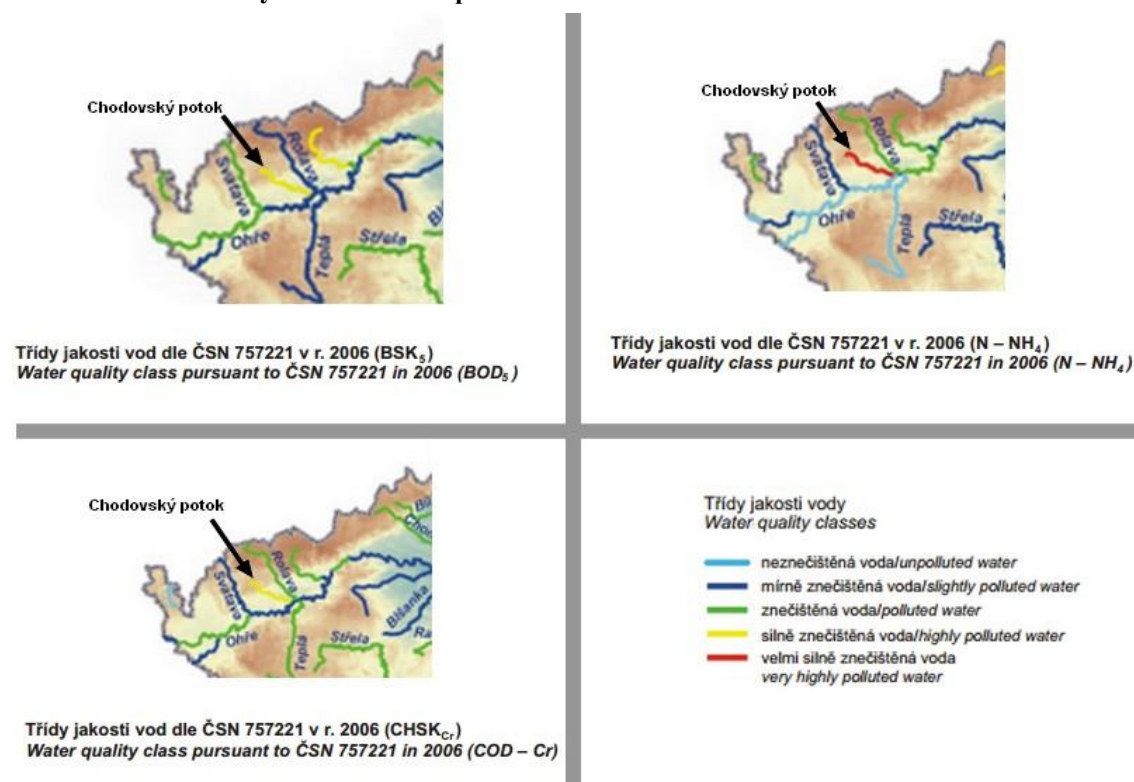 Chodovský potok
Svatava
Rolava
Ohře
Teplá
Střela
Třídy jakosti vod dle ČSN 757221 v r. 2006 (BSK5)
Water quality class pursuant to ČSN 757221 in 2006 (BOD5)
Chodovský potok
Svatava
Rolava
Ohře
Teplá
Střela
Třídy jakosti vod dle ČSN 757221 v r. 2006 (N – NH4)
Water quality class pursuant to ČSN 757221 in 2006 (N – NH4)
Chodovský potok
Svatava
Rolava
Ohře
Teplá
Střela
Blšanka
Třídy jakosti vod dle ČSN 757221 v r. 2006 (CHSKCr)
Water quality class pursuant to ČSN 757221 in 2006 (COD – Cr)
Třídy jakosti vody
Water quality classes
neznečištěná voda/unpolluted water
mírně znečištěná voda/slightly polluted water
znečištěná voda/polluted water
silně znečištěná voda/highly polluted water
velmi silně znečištěná voda
very highly polluted water